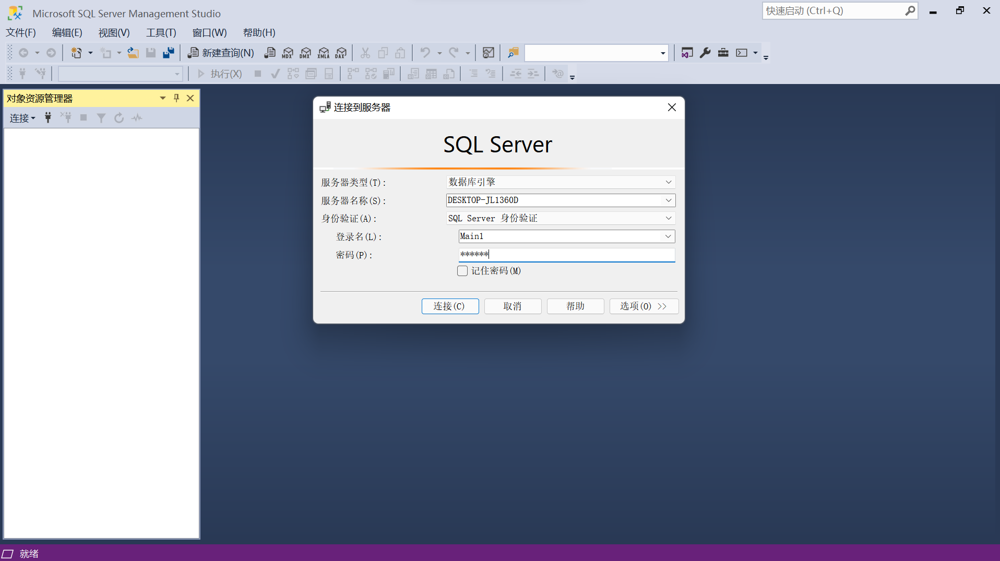 Microsoft SQL Server Management Studio
快速启动 (Ctrl+Q)
文件(F) 编辑(E) 视图(V) 工具(T) 窗口(W) 帮助(H)
新建查询(N) MDX DMX XMLA DAX
执行(X)
对象资源管理器
连接
连接到服务器
SQL Server
服务器类型(T): 数据库引擎
服务器名称(S): DESKTOP-JL1360D
身份验证(A): SQL Server 身份验证
登录名(L): Main1
密码(P): ******
记住密码(M)
连接(C) 取消 帮助 选项(O) >>
就绪